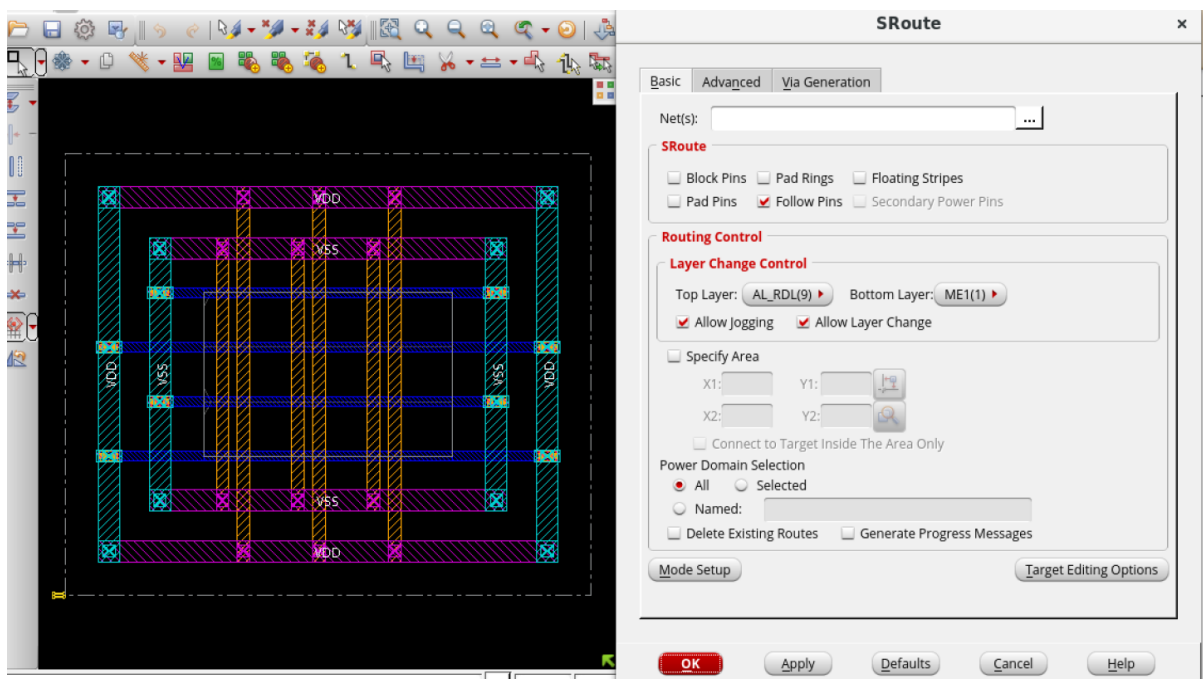 SRoute
×
Basic Advanced Via Generation
Net(s): ...
SRoute
Block Pins Pad Rings Floating Stripes
Pad Pins Follow Pins Secondary Power Pins
Routing Control
Layer Change Control
Top Layer: AL_RDL(9) Bottom Layer: ME1(1)
Allow Jogging Allow Layer Change
Specify Area
X1: Y1:
X2: Y2:
Connect to Target Inside The Area Only
Power Domain Selection
All Selected
Named:
Delete Existing Routes Generate Progress Messages
Mode Setup Target Editing Options
OK Apply Defaults Cancel Help
VDD
VSS
VDD VSS VSS VDD
VSS
VDD